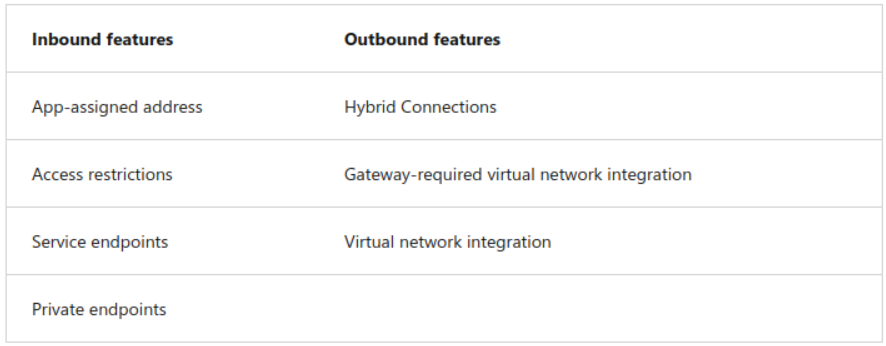 Inbound features Outbound features
App-assigned address Hybrid Connections
Access restrictions Gateway-required virtual network integration
Service endpoints Virtual network integration
Private endpoints